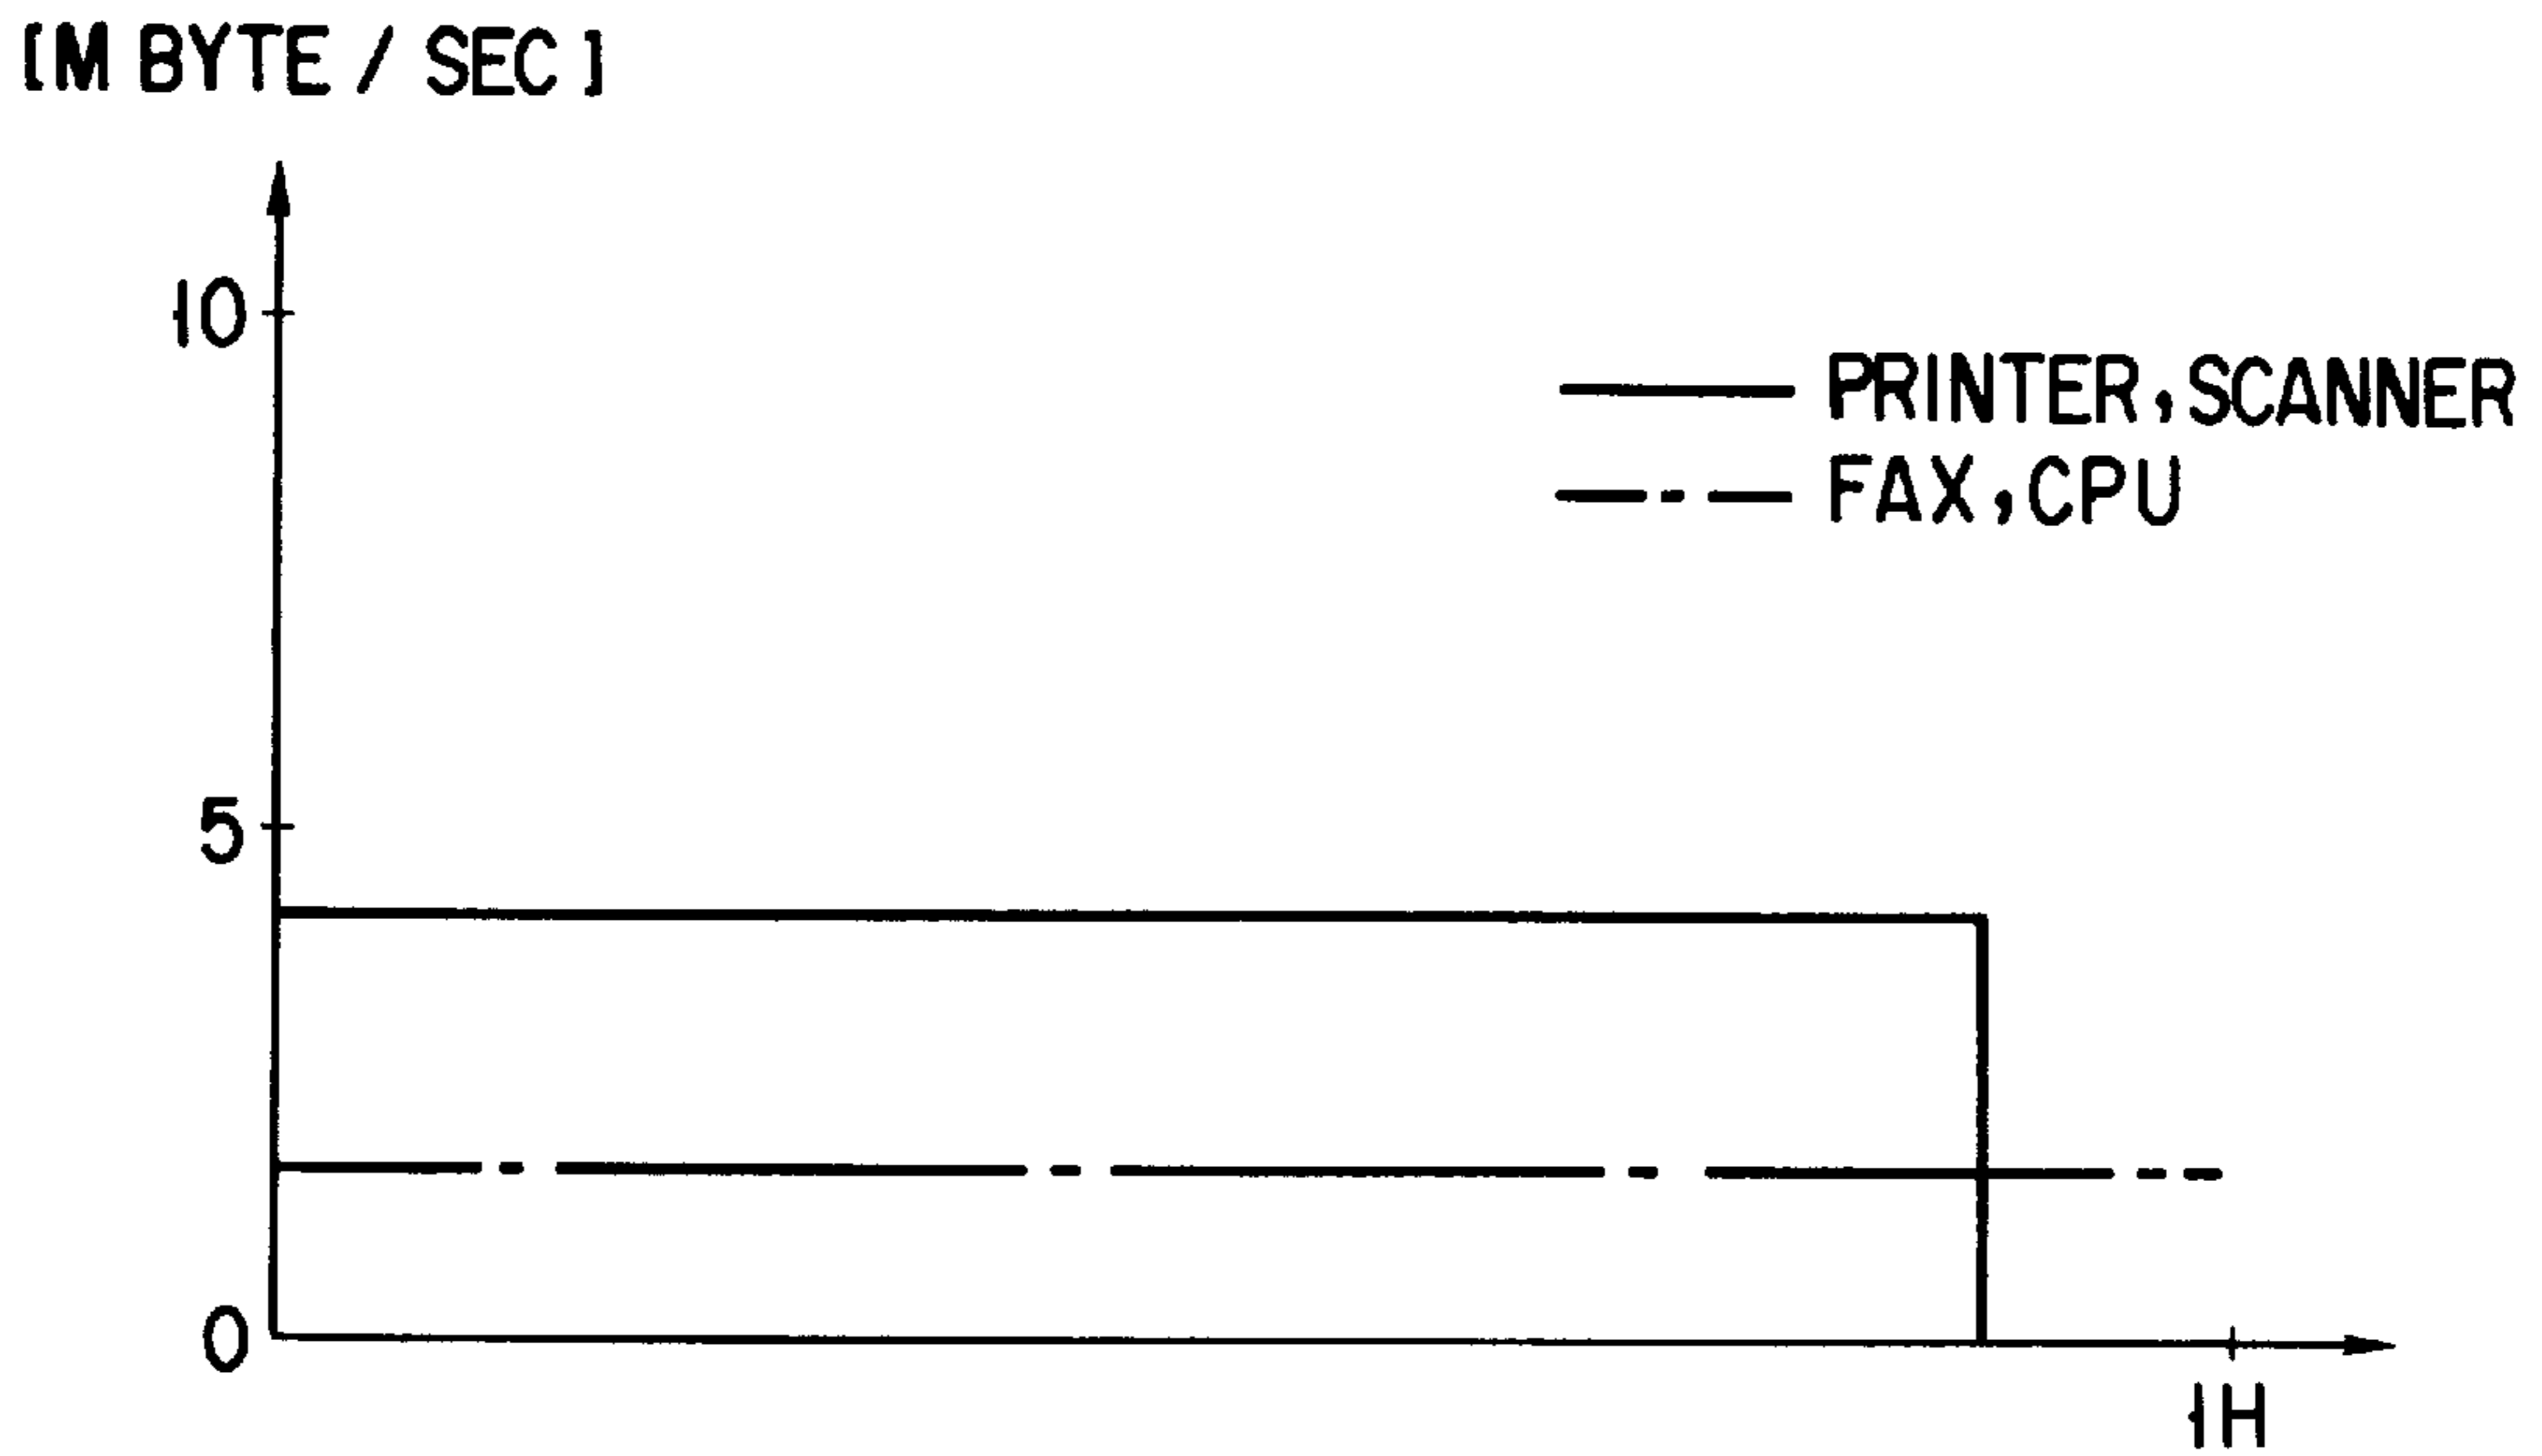 [M BYTE / SEC]
10
PRINTER, SCANNER
FAX, CPU
5
0
1H